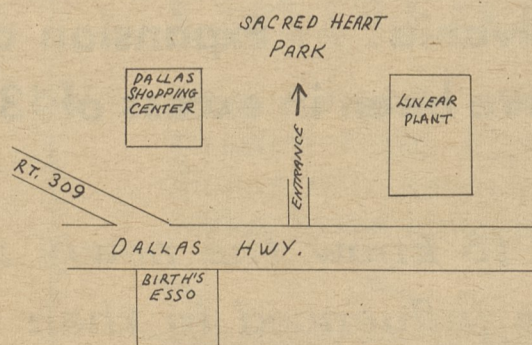 SACRED HEART
PARK
DALLAS
SHOPPING
CENTER
LINEAR
PLANT
ENTRANCE
RT. 309
DALLAS HWY.
BIRTH'S
ESSO